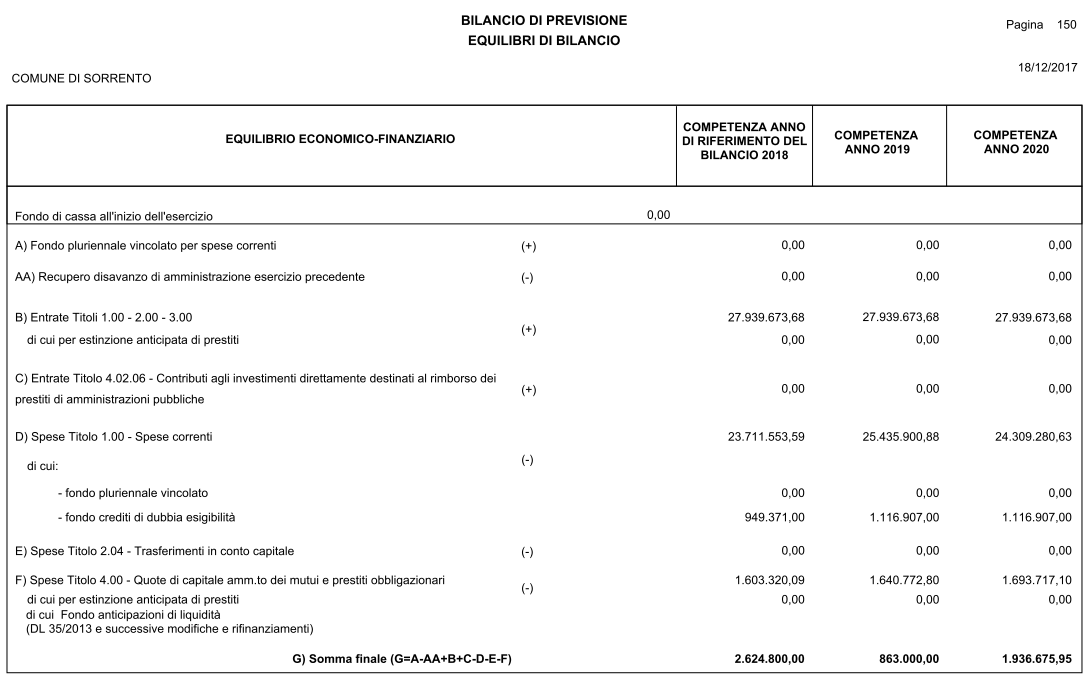 BILANCIO DI PREVISIONE
Pagina 150
EQUILIBRI DI BILANCIO
18/12/2017
COMUNE DI SORRENTO
EQUILIBRIO ECONOMICO-FINANZIARIO
COMPETENZA ANNO
DI RIFERIMENTO DEL
BILANCIO 2018
COMPETENZA
ANNO 2019
COMPETENZA
ANNO 2020
Fondo di cassa all'inizio dell'esercizio 0,00
A) Fondo pluriennale vincolato per spese correnti (+) 0,00 0,00 0,00
AA) Recupero disavanzo di amministrazione esercizio precedente (-) 0,00 0,00 0,00
B) Entrate Titoli 1.00 - 2.00 - 3.00 27.939.673,68 27.939.673,68 27.939.673,68
(+)
di cui per estinzione anticipata di prestiti 0,00 0,00 0,00
C) Entrate Titolo 4.02.06 - Contributi agli investimenti direttamente destinati al rimborso dei
(+) 0,00 0,00 0,00
prestiti di amministrazioni pubbliche
D) Spese Titolo 1.00 - Spese correnti 23.711.553,59 25.435.900,88 24.309.280,63
(-)
di cui:
- fondo pluriennale vincolato 0,00 0,00 0,00
- fondo crediti di dubbia esigibilità 949.371,00 1.116.907,00 1.116.907,00
E) Spese Titolo 2.04 - Trasferimenti in conto capitale (-) 0,00 0,00 0,00
F) Spese Titolo 4.00 - Quote di capitale amm.to dei mutui e prestiti obbligazionari 1.603.320,09 1.640.772,80 1.693.717,10
(-)
di cui per estinzione anticipata di prestiti 0,00 0,00 0,00
di cui Fondo anticipazioni di liquidità
(DL 35/2013 e successive modifiche e rifinanziamenti)
G) Somma finale (G=A-AA+B+C-D-E-F) 2.624.800,00 863.000,00 1.936.675,95